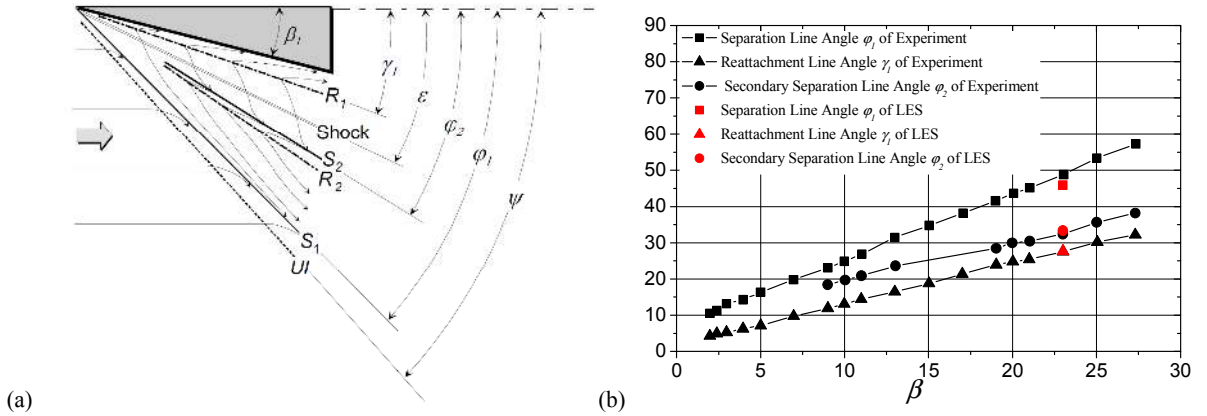 β1
R1
γ1
Shock
ε
S2
R2
φ2
φ1
ψ
S1
UI
(a)
90
80
70
60
50
40
30
20
10
0
Separation Line Angle φ1 of Experiment
Reattachment Line Angle γ1 of Experiment
Secondary Separation Line Angle φ2 of Experiment
Separation Line Angle φ1 of LES
Reattachment Line Angle γ1 of LES
Secondary Separation Line Angle φ2 of LES
0 5 10 15 20 25 30
β
(b)